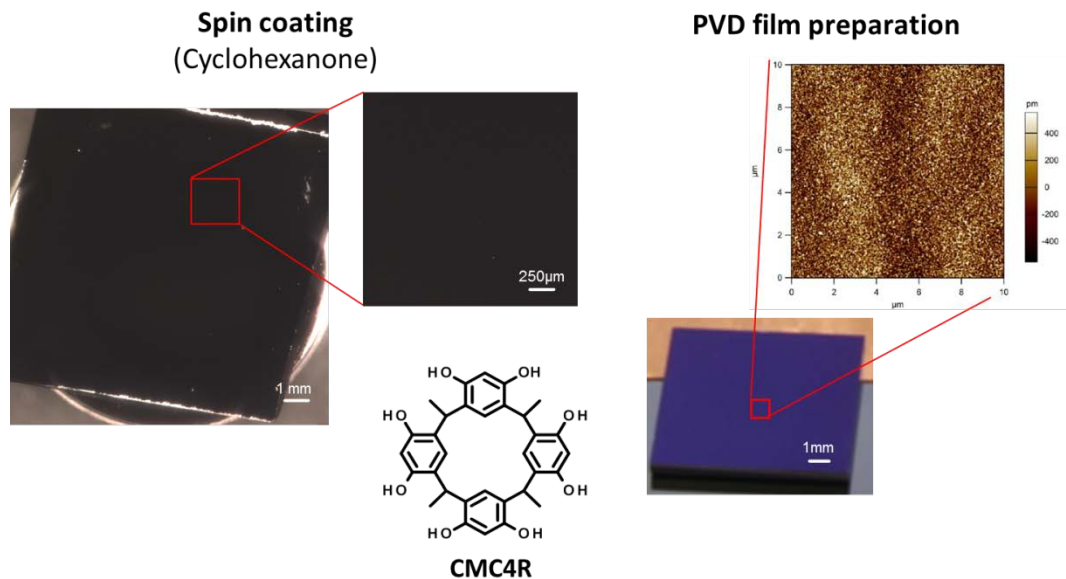 Spin coating
(Cyclohexanone)
1 mm
250µm
PVD film preparation
10
8
6
4
2
0
µm
0 2 4 6 8 10
µm
pm
400
200
0
-200
-400
1mm
HO OH
HO OH
HO OH
HO OH
CMC4R